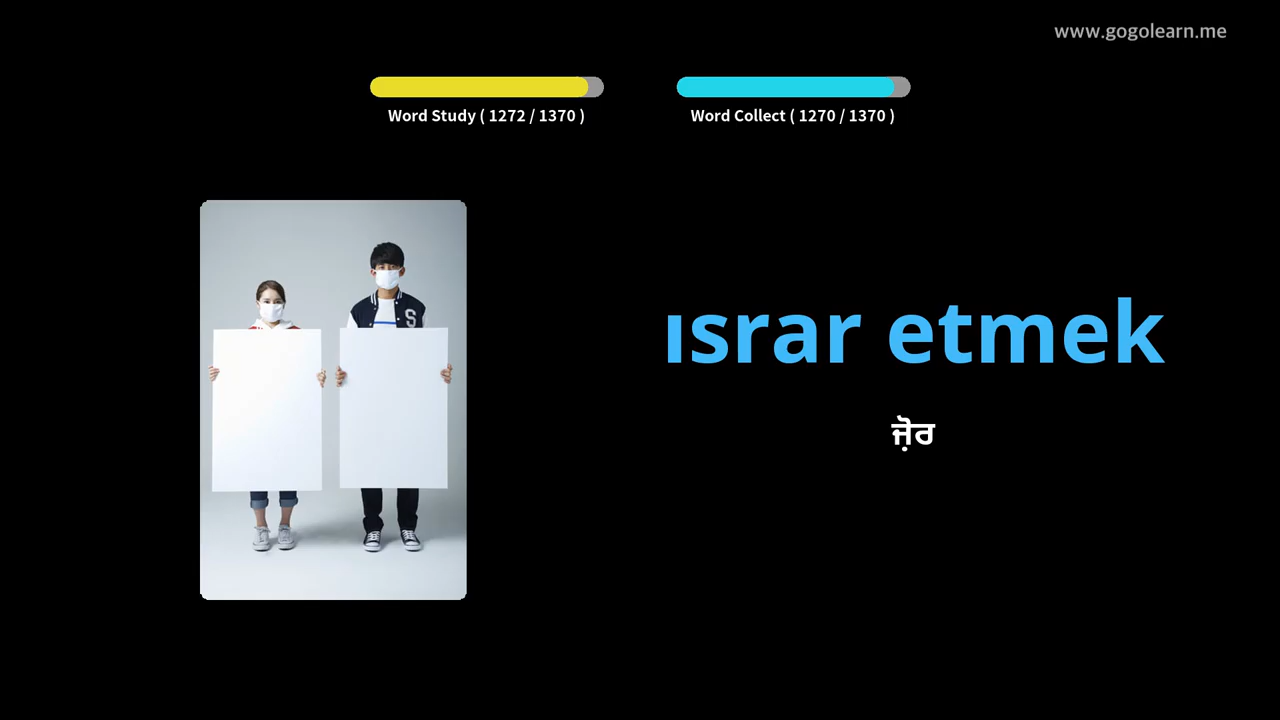 www.gogolearn.me
Word Study ( 1272 / 1370 )
Word Collect ( 1270 / 1370 )
S
ısrar etmek
ਜ਼ੋਰ